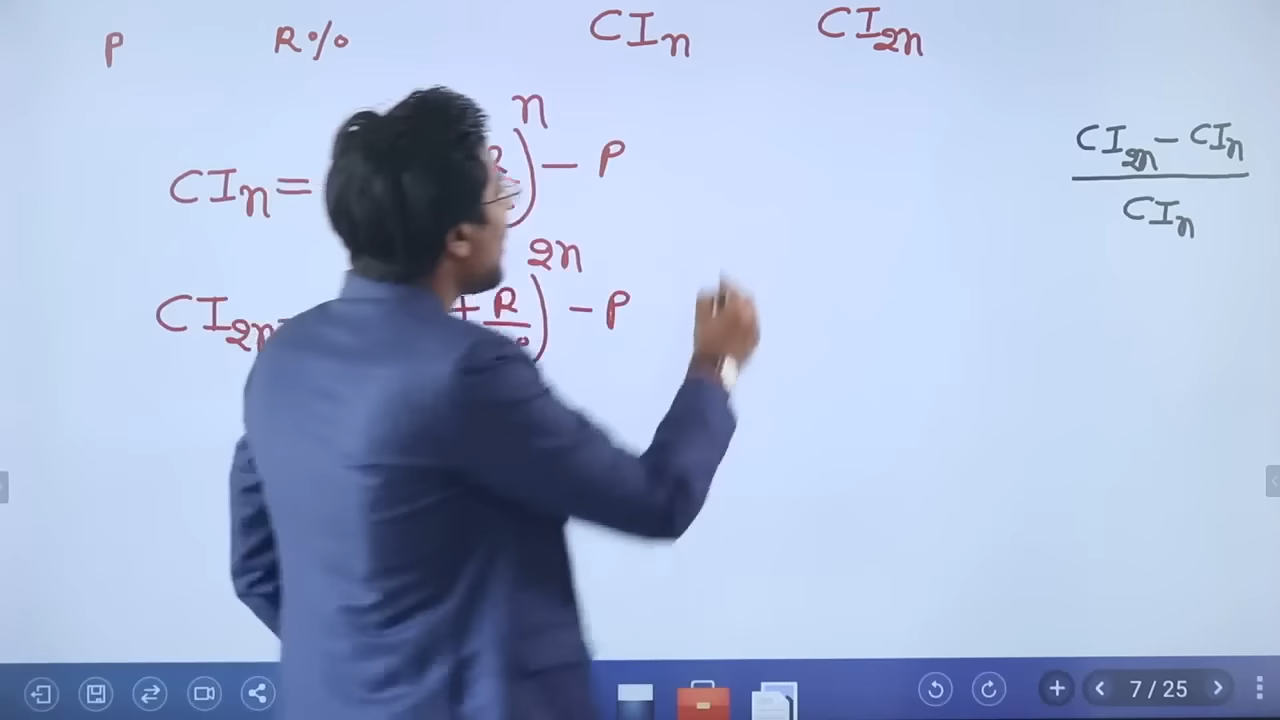 P R% CIn CI2n
n
CIn = R) - P
2n
CI2n + R) - P
CI2n - CIn
CIn
7 / 25